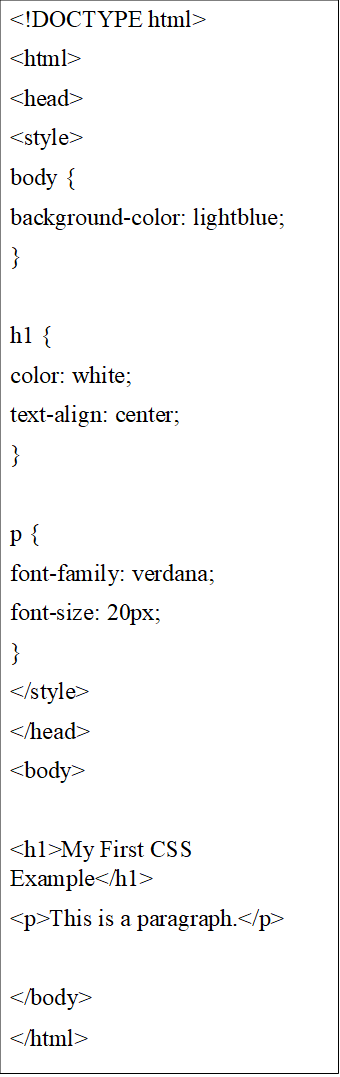 <!DOCTYPE html>
<html>
<head>
<style>
body {
background-color: lightblue;
}
h1 {
color: white;
text-align: center;
}
p {
font-family: verdana;
font-size: 20px;
}
</style>
</head>
<body>
<h1>My First CSS
Example</h1>
<p>This is a paragraph.</p>
</body>
</html>